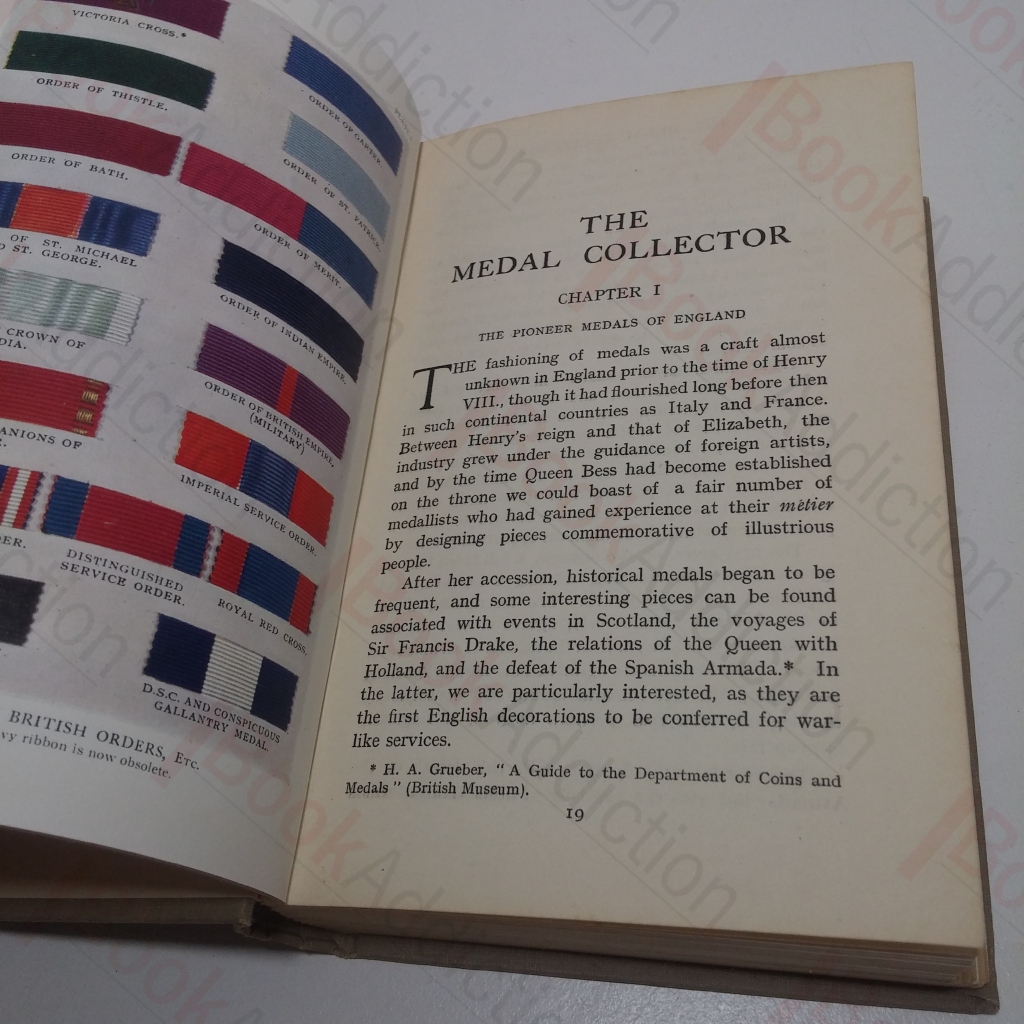 VICTORIA CROSS.*
ORDER OF THISTLE.
ORDER OF BATH.
OF ST. MICHAEL
ST. GEORGE.
CROWN OF
ORDER OF GARTER.
ORDER OF ST. PATRICK.
ORDER OF MERIT.
ORDER OF INDIAN EMPIRE.
ORDER OF BRITISH EMPIRE.
(MILITARY)
IMPERIAL SERVICE ORDER.
DISTINGUISHED
SERVICE ORDER.
ROYAL RED CROSS.
D.S.C. AND CONSPICUOUS
GALLANTRY MEDAL.
BRITISH ORDERS, ETC.
ribbon is now obsolete.
THE
MEDAL COLLECTOR
CHAPTER I
THE PIONEER MEDALS OF ENGLAND
THE fashioning of medals was a craft almost
unknown in England prior to the time of Henry
VIII., though it had flourished long before then
in such continental countries as Italy and France.
Between Henry's reign and that of Elizabeth, the
industry grew under the guidance of foreign artists,
and by the time Queen Bess had become established
on the throne we could boast of a fair number of
medallists who had gained experience at their métier
by designing pieces commemorative of illustrious
people.
After her accession, historical medals began to be
frequent, and some interesting pieces can be found
associated with events in Scotland, the voyages of
Sir Francis Drake, the relations of the Queen with
Holland, and the defeat of the Spanish Armada.* In
the latter, we are particularly interested, as they are
the first English decorations to be conferred for war-
like services.
* H. A. Grueber, "A Guide to the Department of Coins and
Medals" (British Museum).
19
BookAddiction